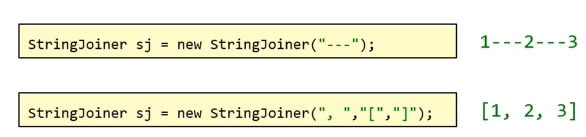 StringJoiner sj = new StringJoiner("---"); 1---2---3
StringJoiner sj = new StringJoiner(", ","[","]"); [1, 2, 3]